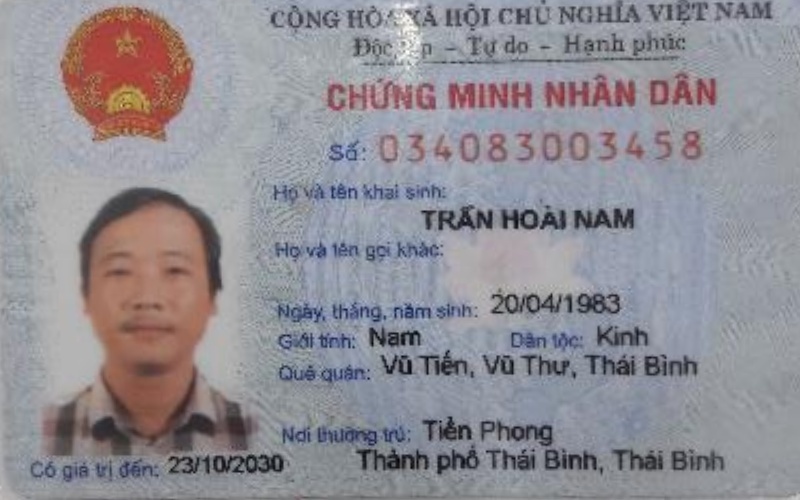 CỘNG HÒA XÃ HỘI CHỦ NGHĨA VIỆT NAM
Độc lập - Tự do - Hạnh phúc
CHỨNG MINH NHÂN DÂN
Số: 034083003458
Họ và tên khai sinh:
TRẦN HOÀI NAM
Họ và tên gọi khác:
Ngày, tháng, năm sinh: 20/04/1983
Giới tính: Nam Dân tộc: Kinh
Quê quán: Vũ Tiến, Vũ Thư, Thái Bình
Nơi thường trú: Tiền Phong
Thành phố Thái Bình, Thái Bình
Có giá trị đến: 23/10/2030